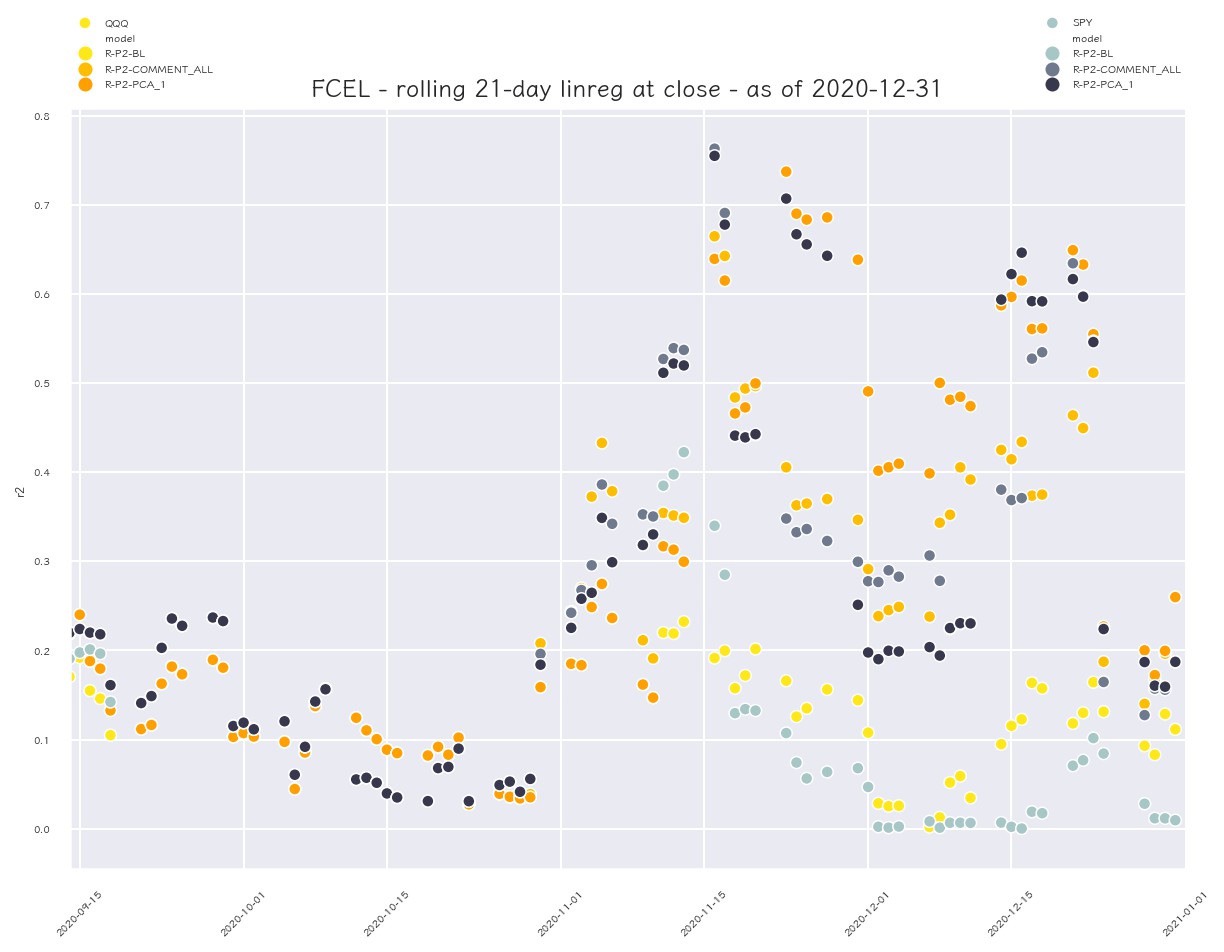 QQQ
model
R-P2-BL
R-P2-COMMENT_ALL
R-P2-PCA_1
SPY
model
R-P2-BL
R-P2-COMMENT_ALL
R-P2-PCA_1
FCEL - rolling 21-day linreg at close - as of 2020-12-31
0.8
0.7
0.6
0.5
0.4
0.3
0.2
0.1
0.0
r2
2020-09-15
2020-10-01
2020-10-15
2020-11-01
2020-11-15
2020-12-01
2020-12-15
2021-01-01